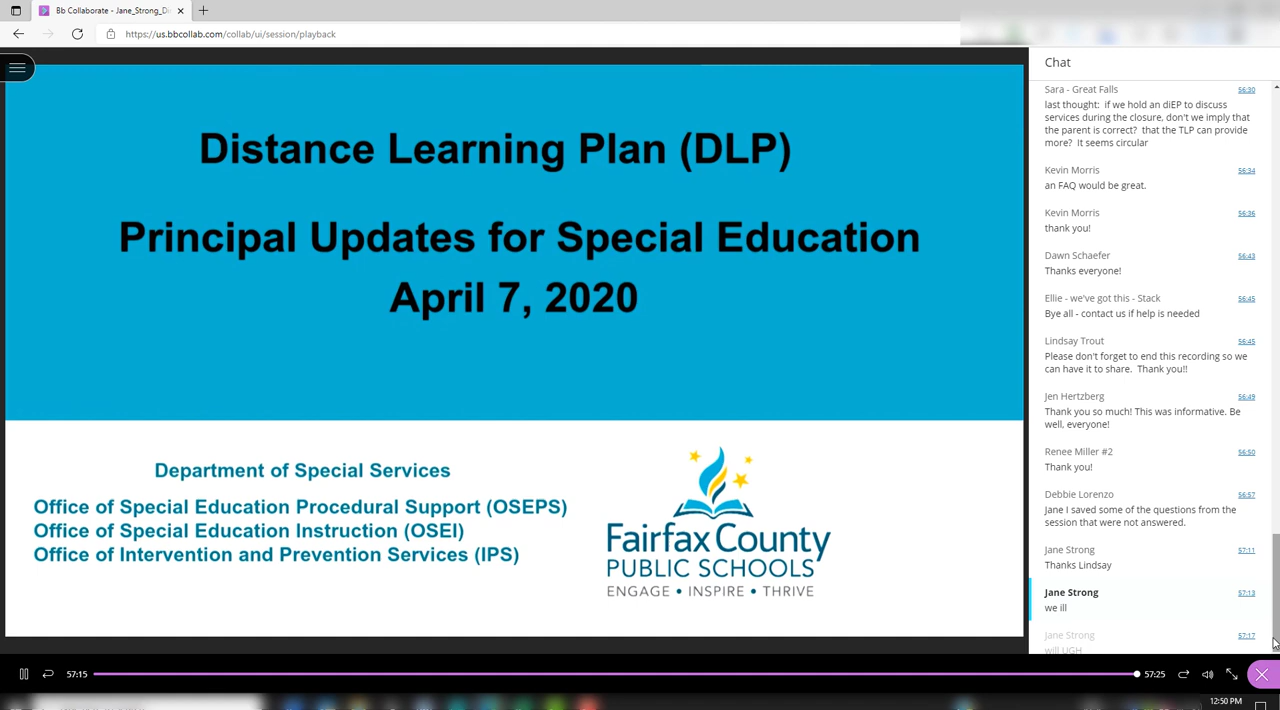 Bb Collaborate - Jane_Strong_Di
https://us.bbcollab.com/collab/ui/session/playback
Distance Learning Plan (DLP)
Principal Updates for Special Education
April 7, 2020
Department of Special Services
Office of Special Education Procedural Support (OSEPS)
Office of Special Education Instruction (OSEI)
Office of Intervention and Prevention Services (IPS)
Fairfax County
PUBLIC SCHOOLS
ENGAGE • INSPIRE • THRIVE
Chat
Sara - Great Falls 56:30
last thought: if we hold an diEP to discuss
services during the closure, don't we imply that
the parent is correct? that the TLP can provide
more? It seems circular
Kevin Morris 56:34
an FAQ would be great.
Kevin Morris 56:36
thank you!
Dawn Schaefer 56:43
Thanks everyone!
Ellie - we've got this - Stack 56:45
Bye all - contact us if help is needed
Lindsay Trout 56:45
Please don't forget to end this recording so we
can have it to share. Thank you!!
Jen Hertzberg 56:49
Thank you so much! This was informative. Be
well, everyone!
Renee Miller #2 56:50
Thank you!
Debbie Lorenzo 56:57
Jane I saved some of the questions from the
session that were not answered.
Jane Strong 57:11
Thanks Lindsay
Jane Strong 57:13
we ill
Jane Strong 57:17
will UGH
57:15
57:25
12:50 PM